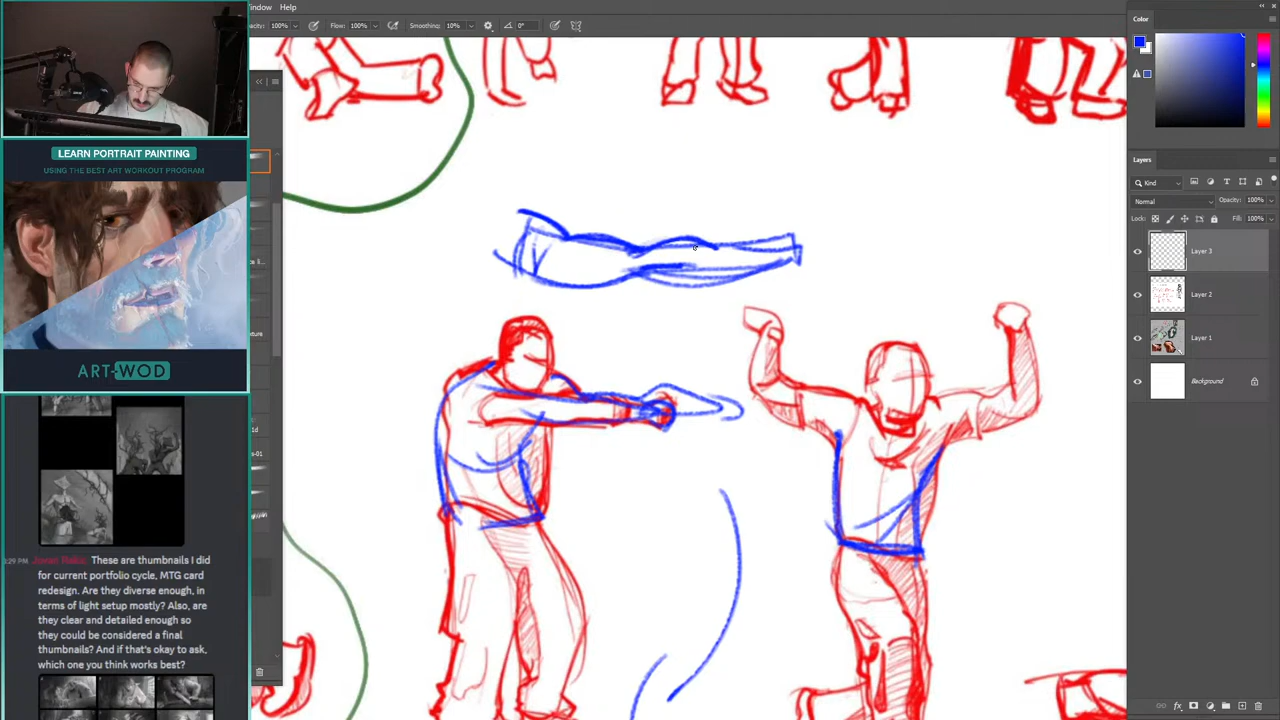 Window Help
Opacity: 100% Flow: 100% Smoothing: 10% 0°
LEARN PORTRAIT PAINTING
USING THE BEST ART WORKOUT PROGRAM
ART-WOD
These are thumbnails I did
for current portfolio cycle, MTG card
redesign. Are they diverse enough, in
terms of light setup mostly? Also, are
they clear and detailed enough so
they could be considered a final
thumbnails? And if that's okay to ask,
which one you think works best?
Color
Layers
Kind
Normal Opacity: 100%
Lock: Fill: 100%
Layer 3
Layer 2
Layer 1
Background